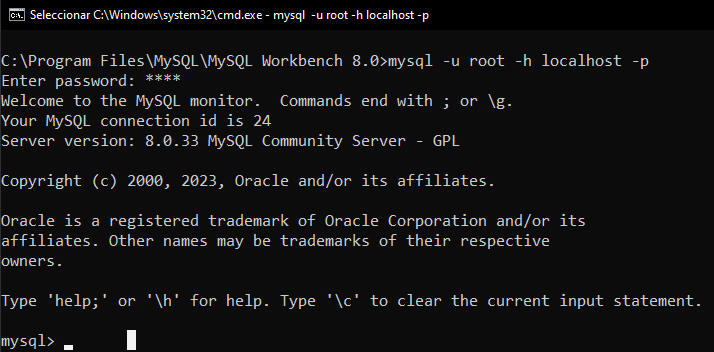 Seleccionar C:\Windows\system32\cmd.exe - mysql -u root -h localhost -p
C:\Program Files\MySQL\MySQL Workbench 8.0>mysql -u root -h localhost -p
Enter password: ****
Welcome to the MySQL monitor.  Commands end with ; or \g.
Your MySQL connection id is 24
Server version: 8.0.33 MySQL Community Server - GPL
Copyright (c) 2000, 2023, Oracle and/or its affiliates.
Oracle is a registered trademark of Oracle Corporation and/or its
affiliates. Other names may be trademarks of their respective
owners.
Type 'help;' or '\h' for help. Type '\c' to clear the current input statement.
mysql>